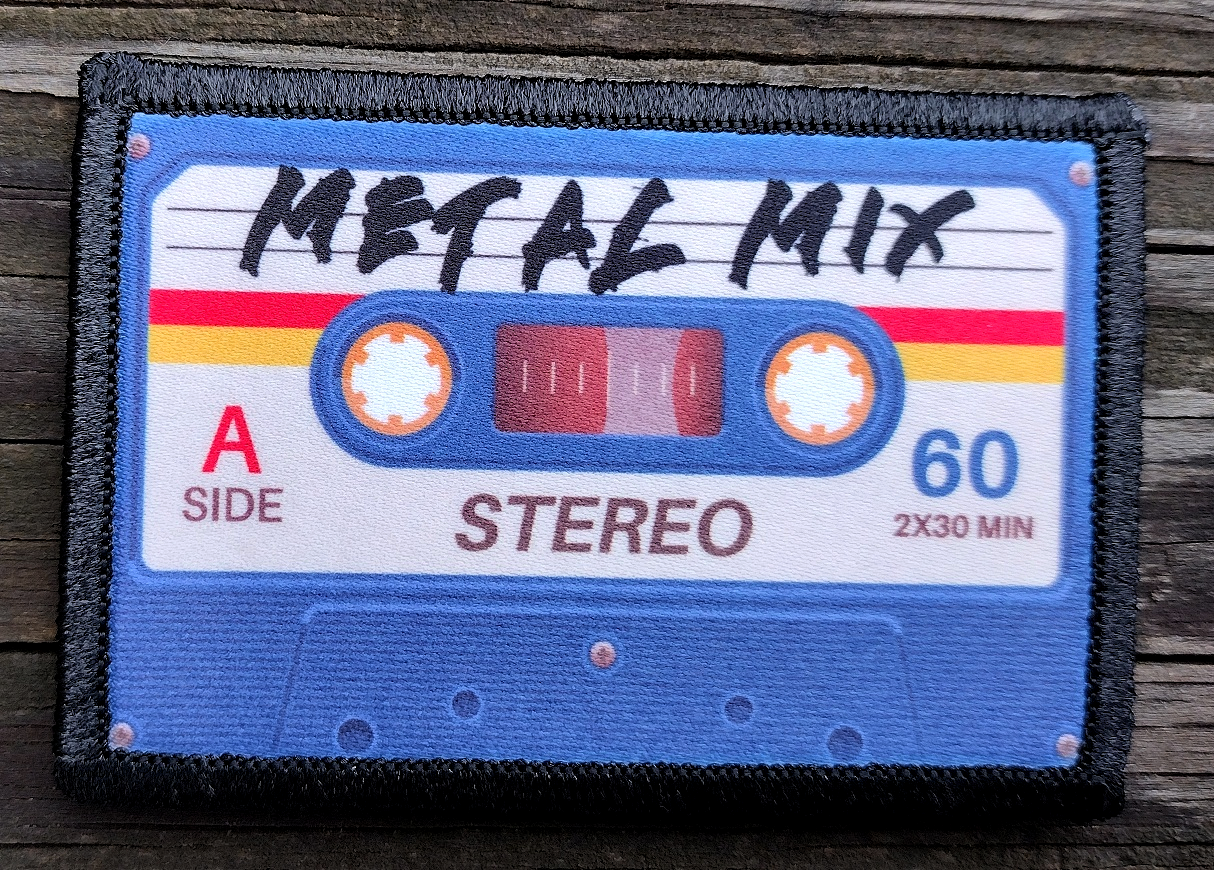 METAL MIX
A
SIDE
STEREO
60
2X30 MIN